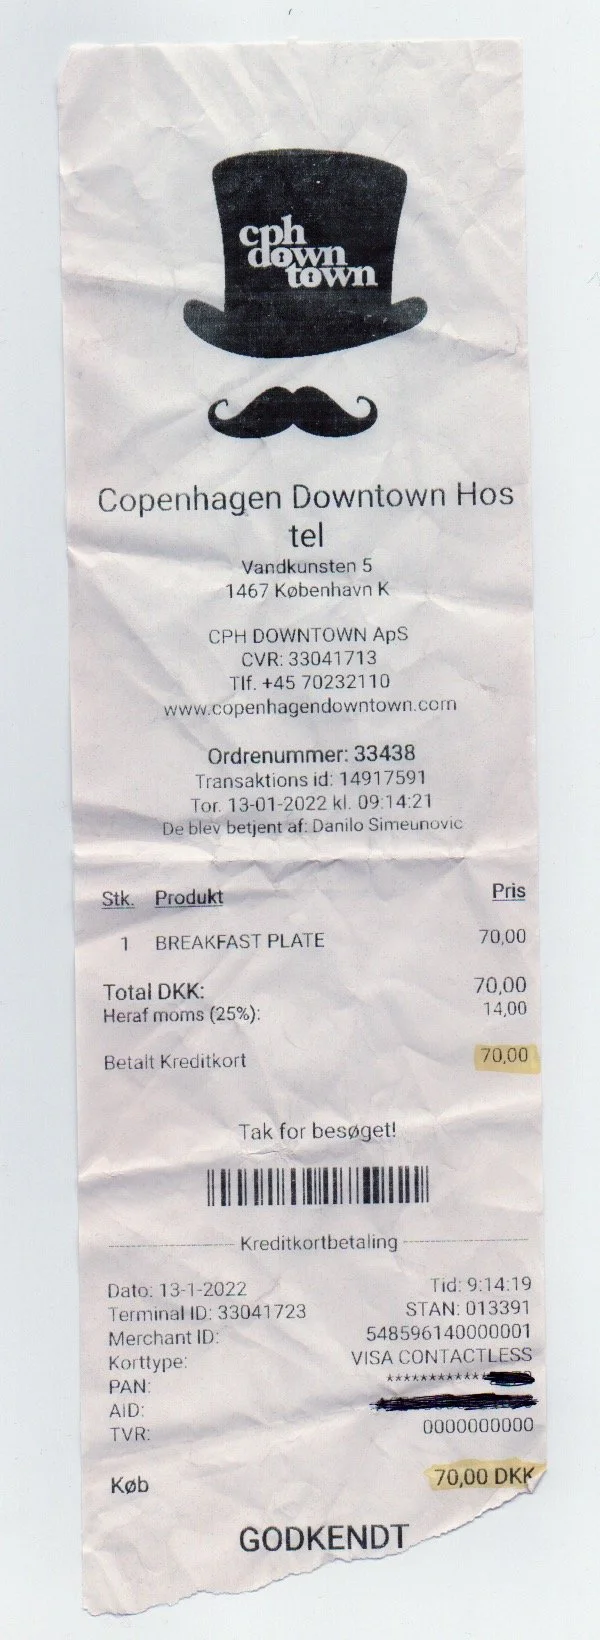 cph
down
town
Copenhagen Downtown Hos
tel
Vandkunsten 5
1467 København K
CPH DOWNTOWN ApS
CVR: 33041713
Tlf. +45 70232110
www.copenhagendowntown.com
Ordrenummer: 33438
Transaktions id: 14917591
Tor. 13-01-2022 kl. 09:14:21
De blev betjent af: Danilo Simeunovic
Stk. Produkt Pris
1 BREAKFAST PLATE 70,00
Total DKK: 70,00
Heraf moms (25%): 14,00
Betalt Kreditkort 70,00
Tak for besøget!
Kreditkortbetaling
Dato: 13-1-2022 Tid: 9:14:19
Terminal ID: 33041723 STAN: 013391
Merchant ID: 548596140000001
Korttype: VISA CONTACTLESS
PAN: ************
AID:
TVR: 0000000000
Køb 70,00 DKK
GODKENDT